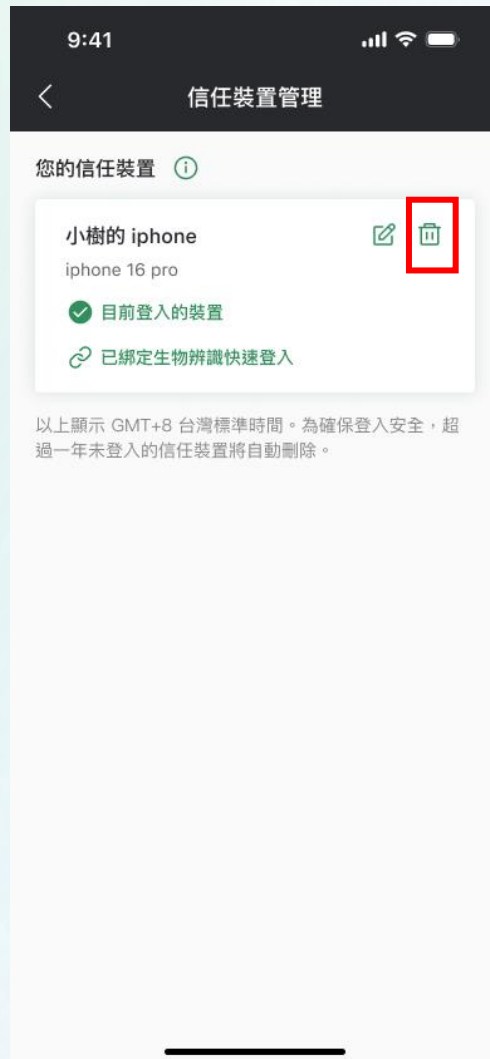 9:41
信任裝置管理
您的信任裝置
小樹的 iphone
iphone 16 pro
目前登入的裝置
已綁定生物辨識快速登入
以上顯示 GMT+8 台灣標準時間。為確保登入安全，超
過一年未登入的信任裝置將自動刪除。